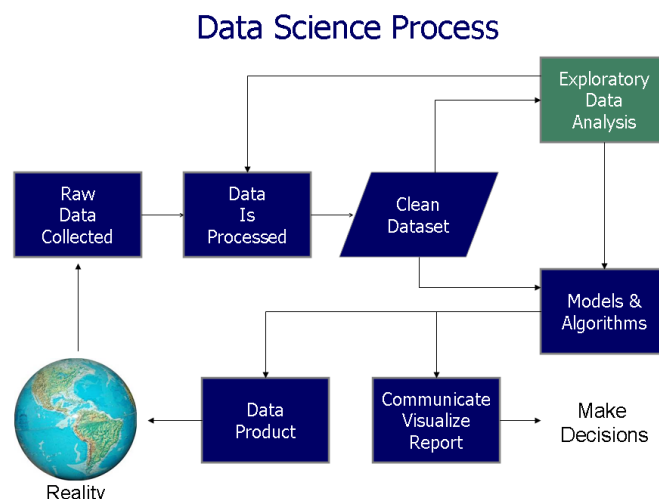 Data Science Process
Exploratory
Data
Analysis
Raw
Data
Collected
Data
Is
Processed
Clean
Dataset
Models &
Algorithms
Data
Product
Communicate
Visualize
Report
Make
Decisions
Reality